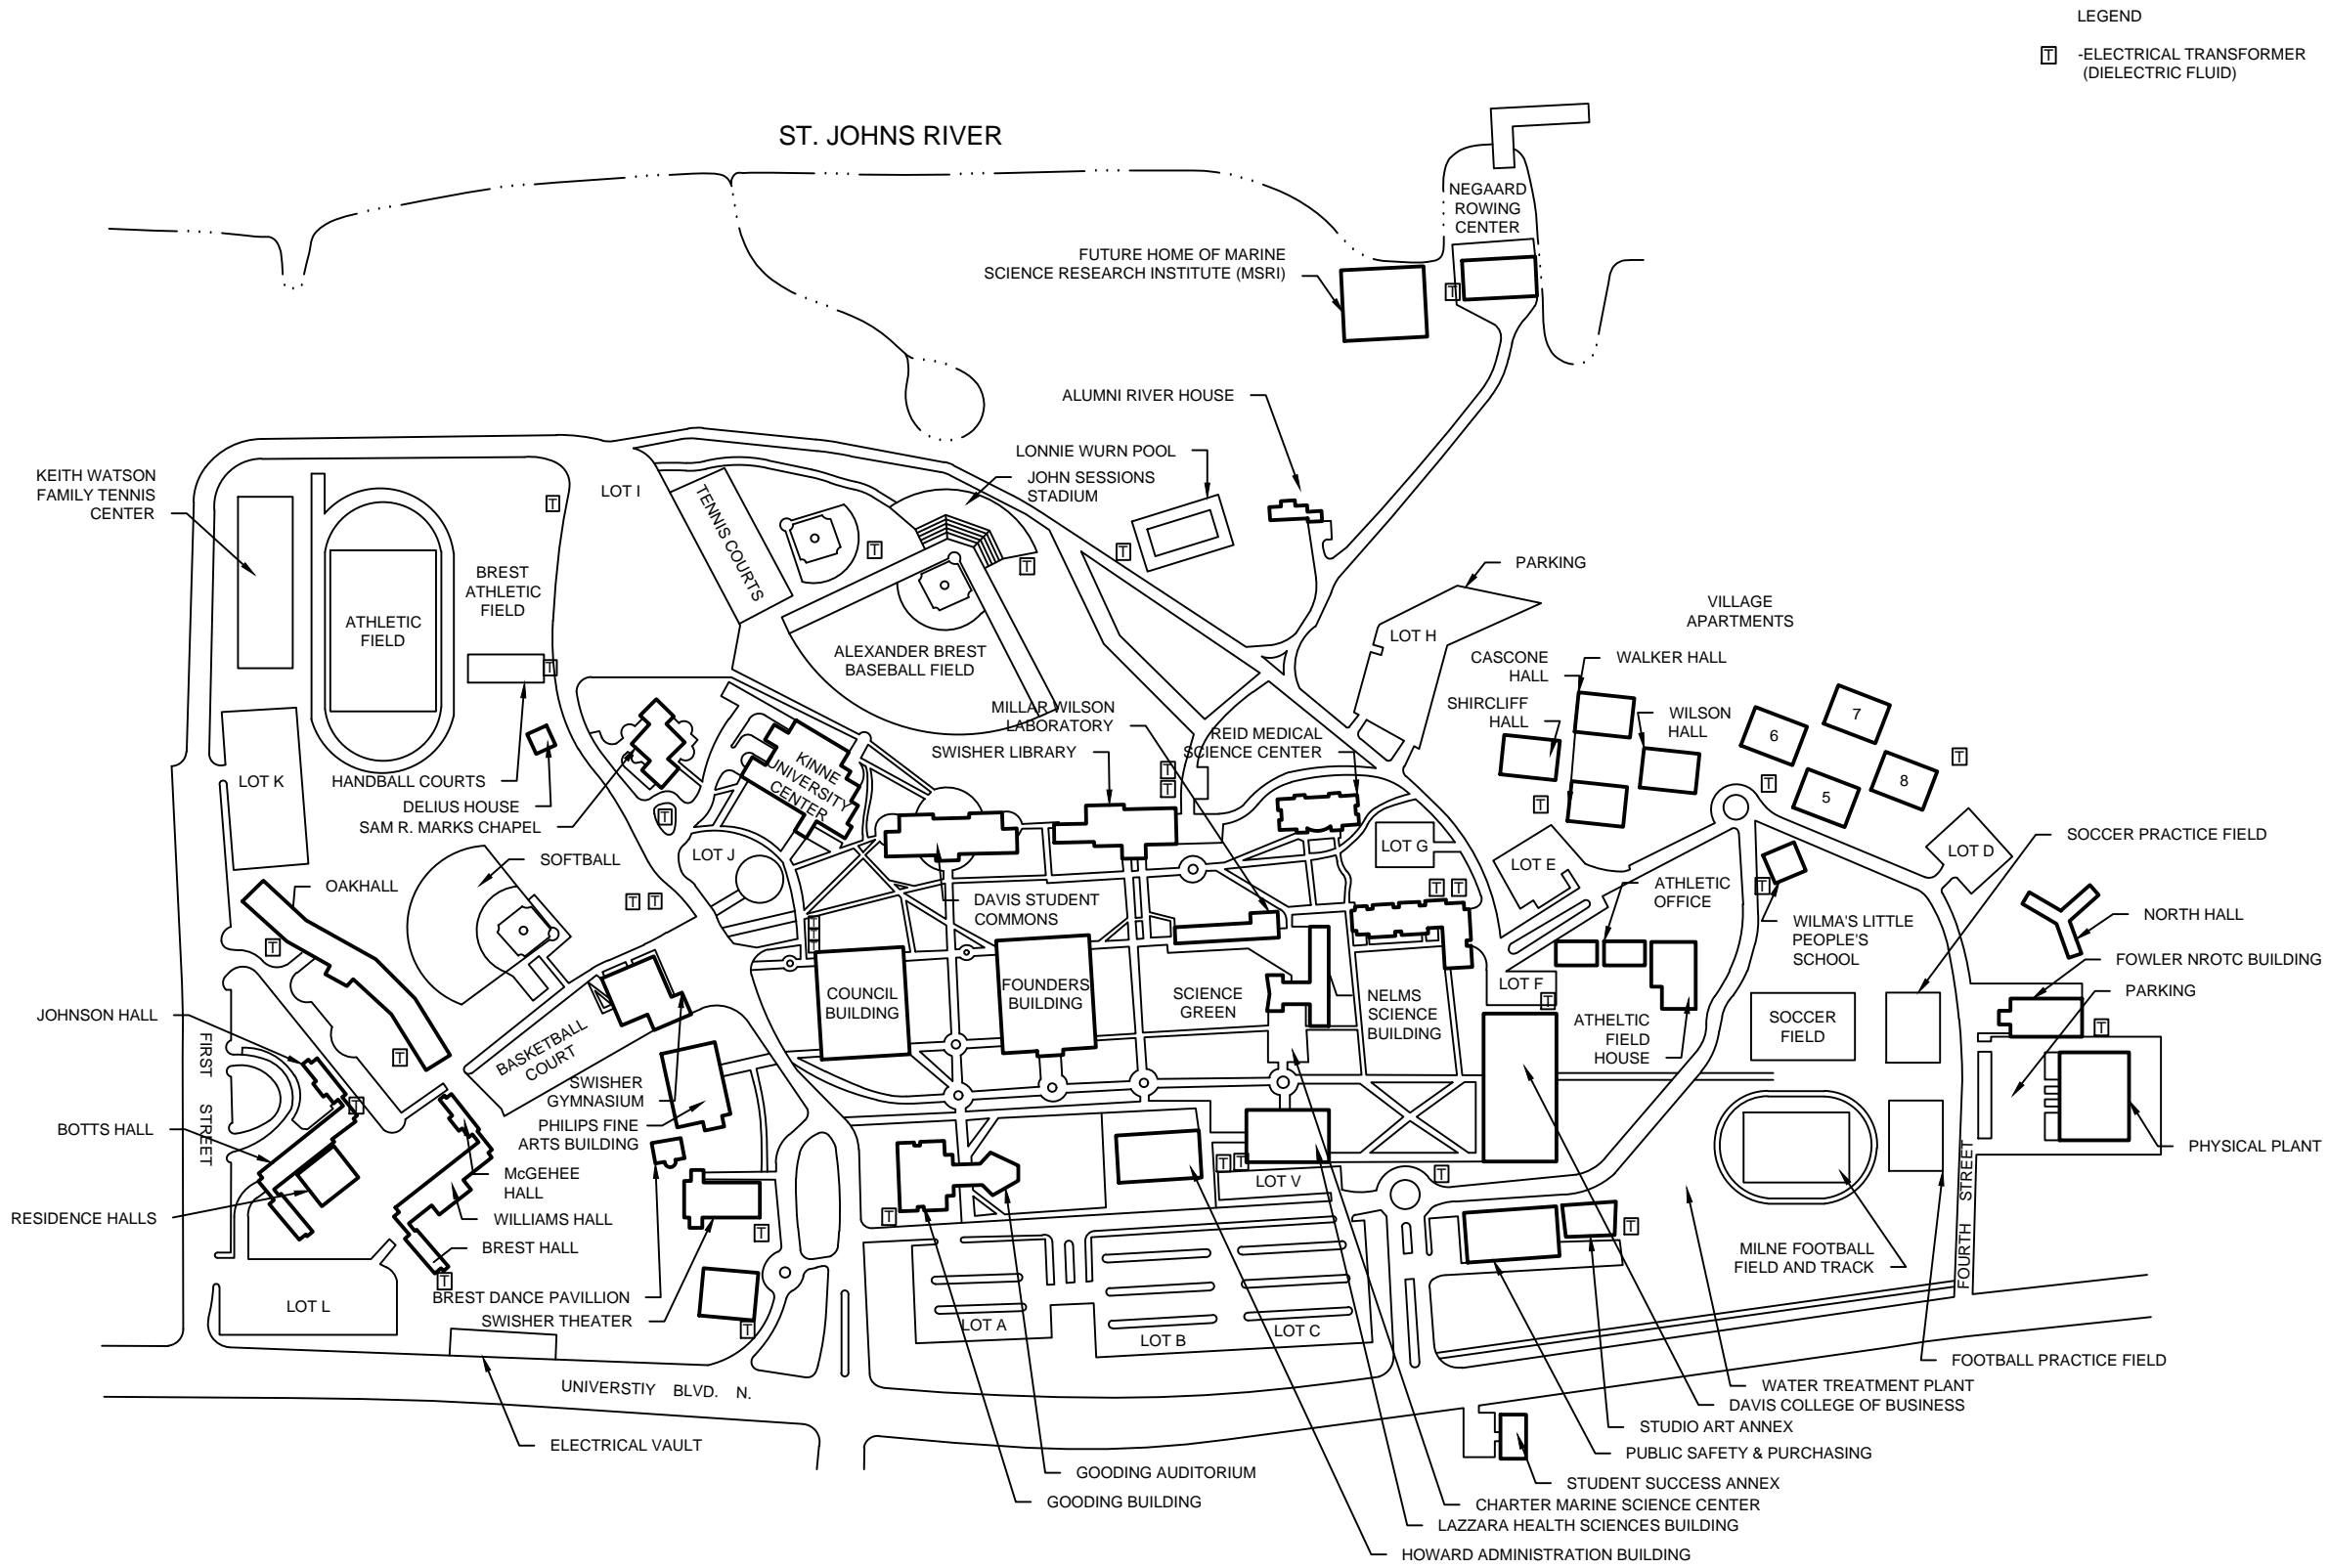 LEGEND
T -ELECTRICAL TRANSFORMER
(DIELECTRIC FLUID)
ST. JOHNS RIVER
NEGAARD
ROWING
CENTER
FUTURE HOME OF MARINE
SCIENCE RESEARCH INSTITUTE (MSRI)
T
ALUMNI RIVER HOUSE
LONNIE WURN POOL
JOHN SESSIONS
STADIUM
KEITH WATSON
FAMILY TENNIS
CENTER
LOT I
T
TENNIS COURTS
T
T
T
PARKING
BREST
ATHLETIC
FIELD
ATHLETIC
FIELD
VILLAGE
APARTMENTS
LOT H
ALEXANDER BREST
BASEBALL FIELD
T
CASCONE
HALL
WALKER HALL
SHIRCLIFF
HALL
WILSON
HALL
7
6
8
5
T
T
T
MILLAR WILSON
LABORATORY
REID MEDICAL
SCIENCE CENTER
SWISHER LIBRARY
T
T
KINNE
UNIVERSITY
CENTER
LOT K
HANDBALL COURTS
DELIUS HOUSE
SAM R. MARKS CHAPEL
T
LOT J
SOFTBALL
OAKHALL
LOT G
LOT E
LOT D
SOCCER PRACTICE FIELD
T
T
T
T
T
ATHLETIC
OFFICE
DAVIS STUDENT
COMMONS
T
T
T
T
WILMA'S LITTLE
PEOPLE'S
SCHOOL
NORTH HALL
FOWLER NROTC BUILDING
PARKING
COUNCIL
BUILDING
FOUNDERS
BUILDING
SCIENCE
GREEN
NELMS
SCIENCE
BUILDING
LOT F
T
ATHELTIC
FIELD
HOUSE
SOCCER
FIELD
T
JOHNSON HALL
FIRST STREET
T
BASKETBALL
COURT
SWISHER
GYMNASIUM
PHILIPS FINE
ARTS BUILDING
T
BOTTS HALL
McGEHEE
HALL
RESIDENCE HALLS
WILLIAMS HALL
BREST HALL
T
T
T
T
T
LOT V
T
T
T
PHYSICAL PLANT
FOURTH STREET
MILNE FOOTBALL
FIELD AND TRACK
BREST DANCE PAVILLION
SWISHER THEATER
LOT L
LOT A
LOT B
LOT C
UNIVERSTIY BLVD. N.
ELECTRICAL VAULT
FOOTBALL PRACTICE FIELD
WATER TREATMENT PLANT
DAVIS COLLEGE OF BUSINESS
STUDIO ART ANNEX
PUBLIC SAFETY & PURCHASING
GOODING AUDITORIUM
STUDENT SUCCESS ANNEX
GOODING BUILDING
CHARTER MARINE SCIENCE CENTER
LAZZARA HEALTH SCIENCES BUILDING
HOWARD ADMINISTRATION BUILDING